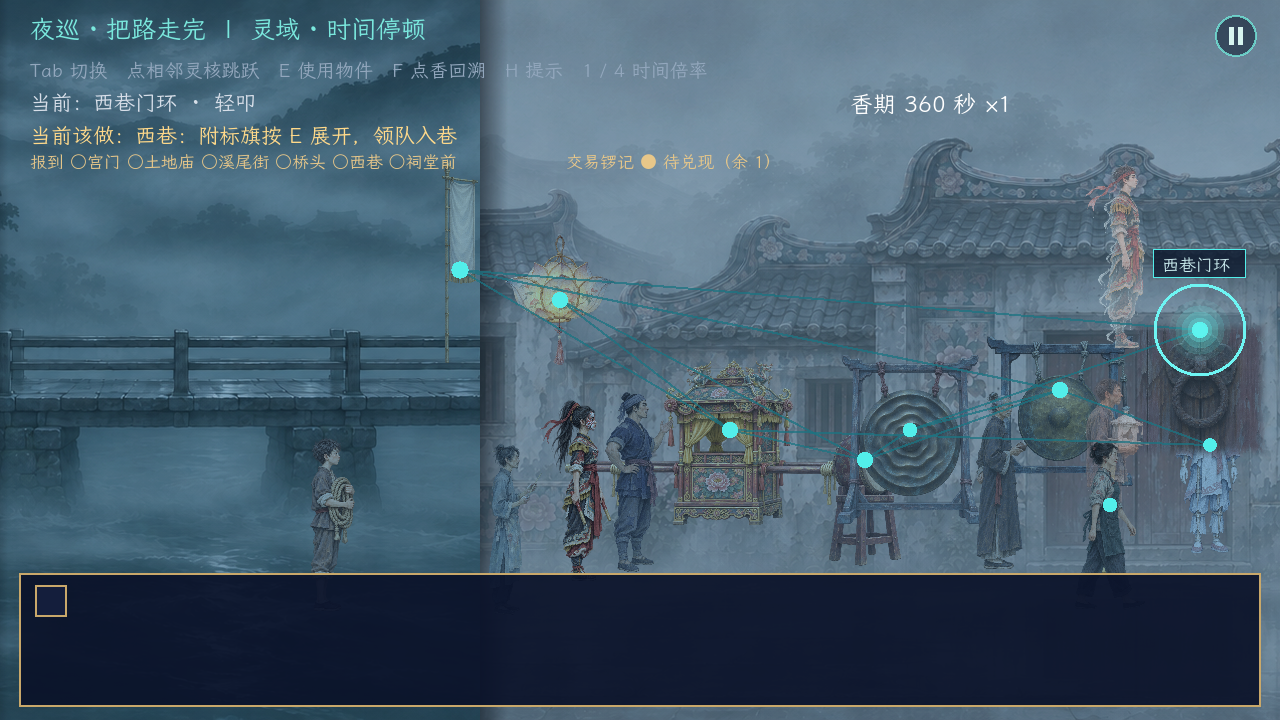 夜巡·把路走完 | 灵域·时间停顿
Tab 切换 点相邻灵核跳跃 E 使用物件 F 点香回溯 H 提示 1 / 4 时间倍率
当前: 西巷门环 · 轻叩
香期 360 秒 ×1
当前该做: 西巷: 附标旗按 E 展开, 领队入巷
报到 ○宫门 ○土地庙 ○溪尾街 ○桥头 ○西巷 ○祠堂前
交易锣记 ● 待兑现 (余 1)
西巷门环